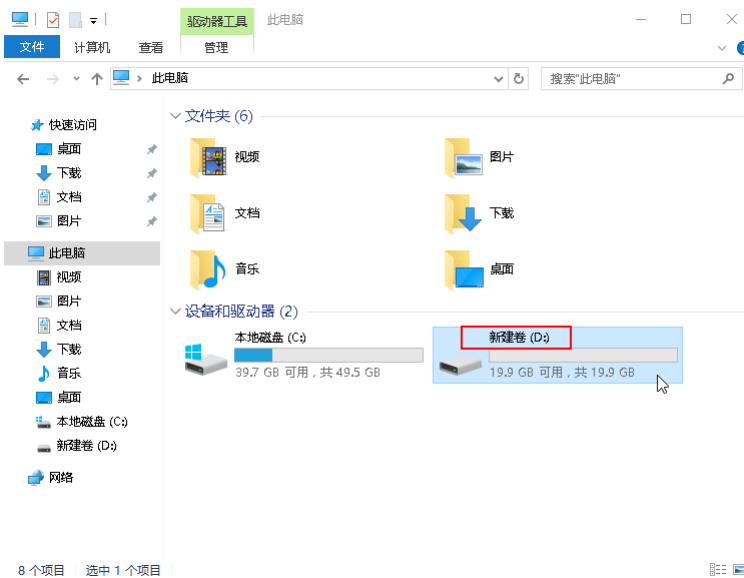 驱动器工具 此电脑
文件 计算机 查看 管理
此电脑 搜索"此电脑"
快速访问
桌面
下载
文档
图片
此电脑
视频
图片
文档
下载
音乐
桌面
本地磁盘 (C:)
新建卷 (D:)
网络
文件夹 (6)
视频 图片
文档 下载
音乐 桌面
设备和驱动器 (2)
本地磁盘 (C:)
39.7 GB 可用，共 49.5 GB
新建卷 (D:)
19.9 GB 可用，共 19.9 GB
8 个项目 选中 1 个项目